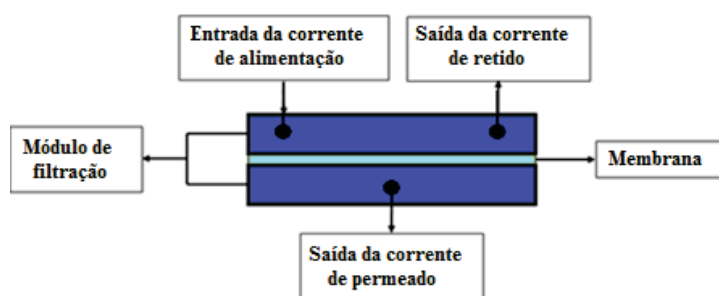 Entrada da corrente
de alimentação
Saída da corrente
de retido
Módulo de
filtração
Membrana
Saída da corrente
de permeado